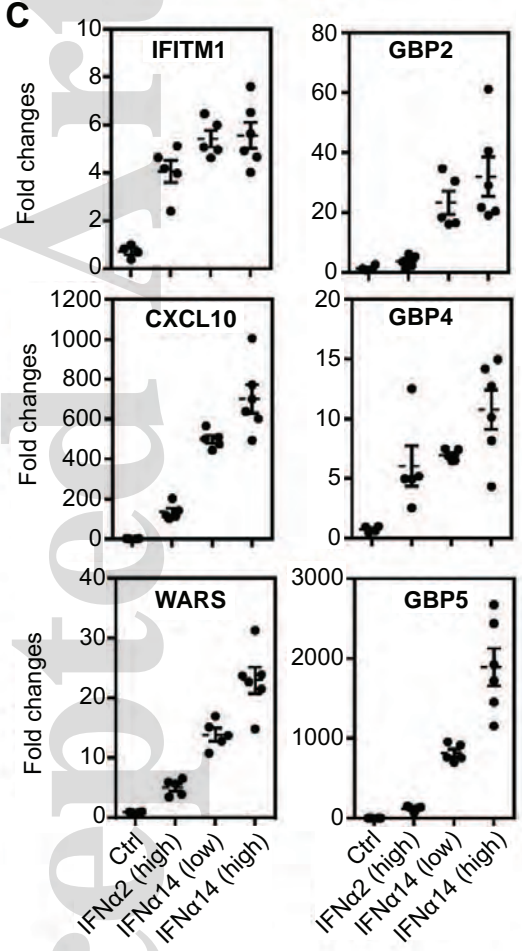 C
IFITM1
Fold changes
10
8
6
4
2
0
GBP2
80
60
40
20
0
CXCL10
Fold changes
1200
1000
800
600
400
200
0
GBP4
20
15
10
5
0
WARS
Fold changes
40
30
20
10
0
Ctrl
IFNα2 (high)
IFNα14 (low)
IFNα14 (high)
GBP5
3000
2000
1000
0
Ctrl
IFNα2 (high)
IFNα14 (low)
IFNα14 (high)
epted Art